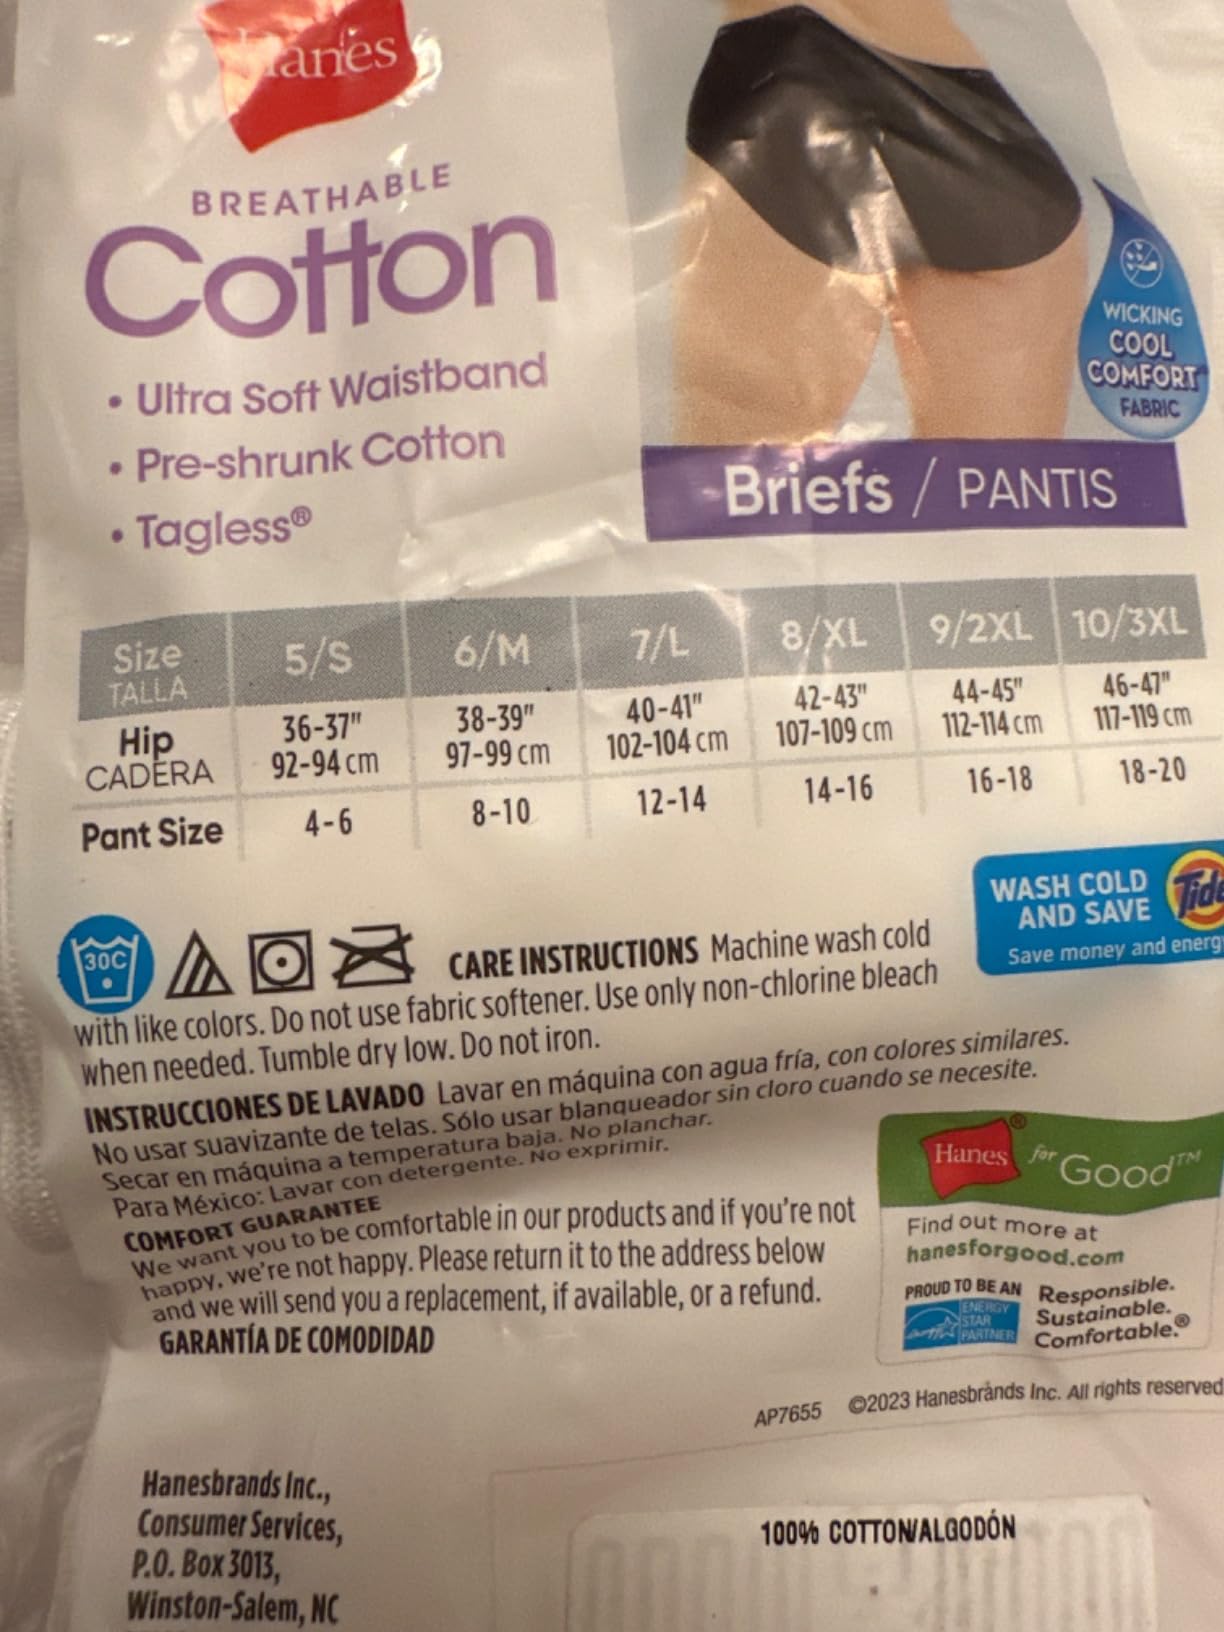 Hanes
BREATHABLE
Cotton
• Ultra Soft Waistband
• Pre-shrunk Cotton
• Tagless®
WICKING
COOL
COMFORT
FABRIC
Briefs / PANTIS
Size TALLA 5/S 6/M 7/L 8/XL 9/2XL 10/3XL
Hip CADERA 36-37" 92-94 cm 38-39" 97-99 cm 40-41" 102-104 cm 42-43" 107-109 cm 44-45" 112-114 cm 46-47" 117-119 cm
Pant Size 4-6 8-10 12-14 14-16 16-18 18-20
WASH COLD
AND SAVE
Tide
Save money and energy
30C
CARE INSTRUCTIONS Machine wash cold
with like colors. Do not use fabric softener. Use only non-chlorine bleach
when needed. Tumble dry low. Do not iron.
INSTRUCCIONES DE LAVADO Lavar en máquina con agua fría, con colores similares.
No usar suavizante de telas. Sólo usar blanqueador sin cloro cuando se necesite.
Secar en máquina a temperatura baja. No planchar.
Para México: Lavar con detergente. No exprimir.
COMFORT GUARANTEE
We want you to be comfortable in our products and if you're not
happy, we're not happy. Please return it to the address below
and we will send you a replacement, if available, or a refund.
GARANTÍA DE COMODIDAD
Hanes® for Good™
Find out more at
hanesforgood.com
PROUD TO BE AN
ENERGY
STAR
PARTNER
Responsible.
Sustainable.
Comfortable.®
AP7655 ©2023 Hanesbrands Inc. All rights reserved
Hanesbrands Inc.,
Consumer Services,
P.O. Box 3013,
Winston-Salem, NC
100% COTTON/ALGODÓN